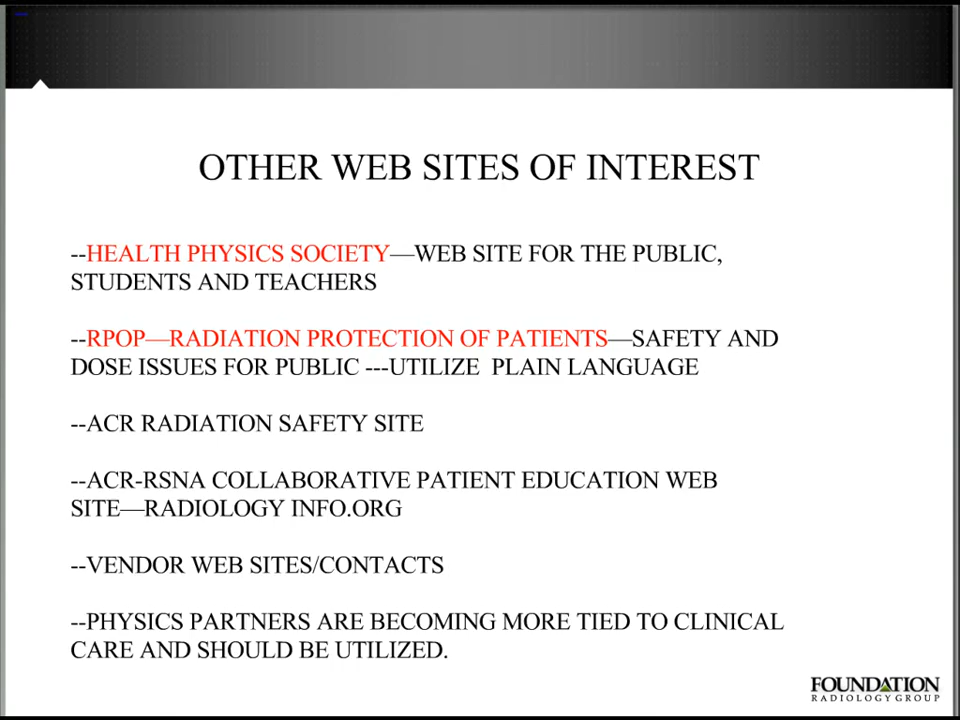 OTHER WEB SITES OF INTEREST
--HEALTH PHYSICS SOCIETY—WEB SITE FOR THE PUBLIC,
STUDENTS AND TEACHERS
--RPOP—RADIATION PROTECTION OF PATIENTS—SAFETY AND
DOSE ISSUES FOR PUBLIC ---UTILIZE  PLAIN LANGUAGE
--ACR RADIATION SAFETY SITE
--ACR-RSNA COLLABORATIVE PATIENT EDUCATION WEB
SITE—RADIOLOGY INFO.ORG
--VENDOR WEB SITES/CONTACTS
--PHYSICS PARTNERS ARE BECOMING MORE TIED TO CLINICAL
CARE AND SHOULD BE UTILIZED.
FOUNDATION
RADIOLOGY GROUP